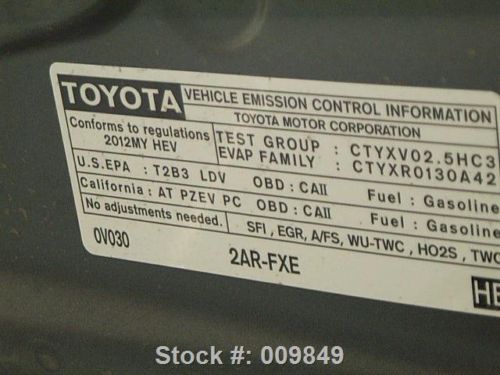 TOYOTA VEHICLE EMISSION CONTROL INFORMATION
TOYOTA MOTOR CORPORATION
Conforms to regulations
2012MY HEV
TEST GROUP : CTYXV02.5HC3
EVAP FAMILY : CTYXR0130A42
U.S.EPA : T2B3 LDV OBD : CAII Fuel : Gasoline
California : AT PZEV PC OBD : CAII Fuel : Gasoline
No adjustments needed. SFI , EGR, A/FS, WU-TWC , HO2S , TWC
0V030 2AR-FXE
HE
Stock #: 009849